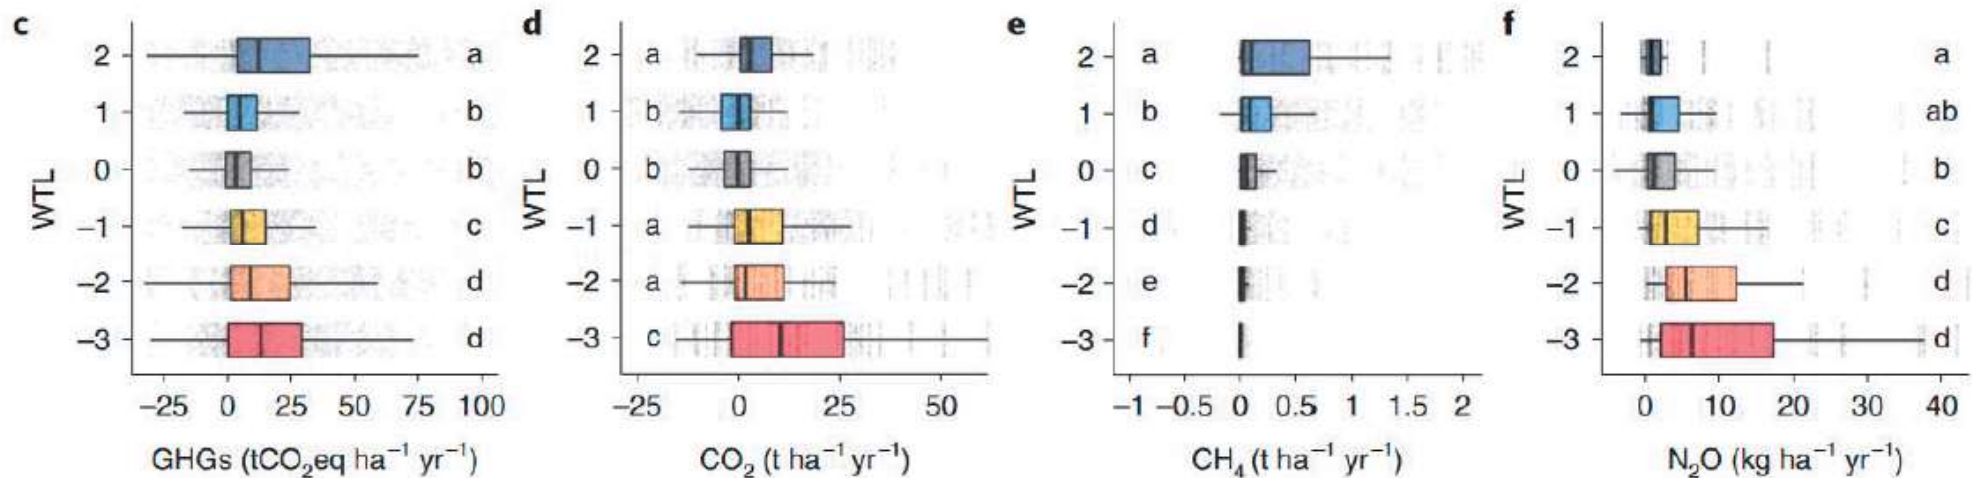 c
WTL
2 a
1 b
0 b
−1 c
−2 d
−3 d
−25 0 25 50 75 100
GHGs (tCO₂eq ha⁻¹ yr⁻¹)
d
WTL
2 a
1 b
0 b
−1 a
−2 a
−3 c
−25 0 25 50
CO₂ (t ha⁻¹ yr⁻¹)
e
WTL
2 a
1 b
0 c
−1 d
−2 e
−3 f
−1 −0.5 0 0.5 1 1.5 2
CH₄ (t ha⁻¹ yr⁻¹)
f
WTL
2 a
1 ab
0 b
−1 c
−2 d
−3 d
0 10 20 30 40
N₂O (kg ha⁻¹ yr⁻¹)